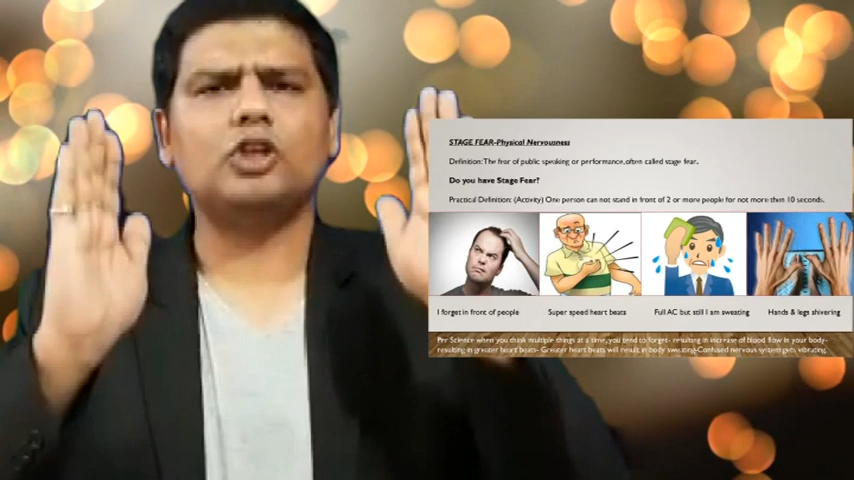 STAGE FEAR-Physical Nervousness
Definition: The fear of public speaking or performance, often called stage fear.
Do you have Stage Fear?
Practical Definition: (Activity) One person can not stand in front of 2 or more people for not more then 10 seconds.
I forget in front of people
Super speed heart beats
Full AC but still I am sweating
Hands & legs shivering
Per Science when you think multiple things at a time, you tend to forget- resulting in increase of blood flow in your body-
resulting in greater heart beats- Greater heart beats will result in body sweating-Confused nervous system gets vibrating.